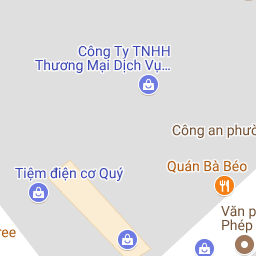 Công Ty TNHH
Thương Mại Dịch Vụ...
Công an phườ
Quán Bà Béo
Tiệm điện cơ Quý
Văn p
Phép
ree